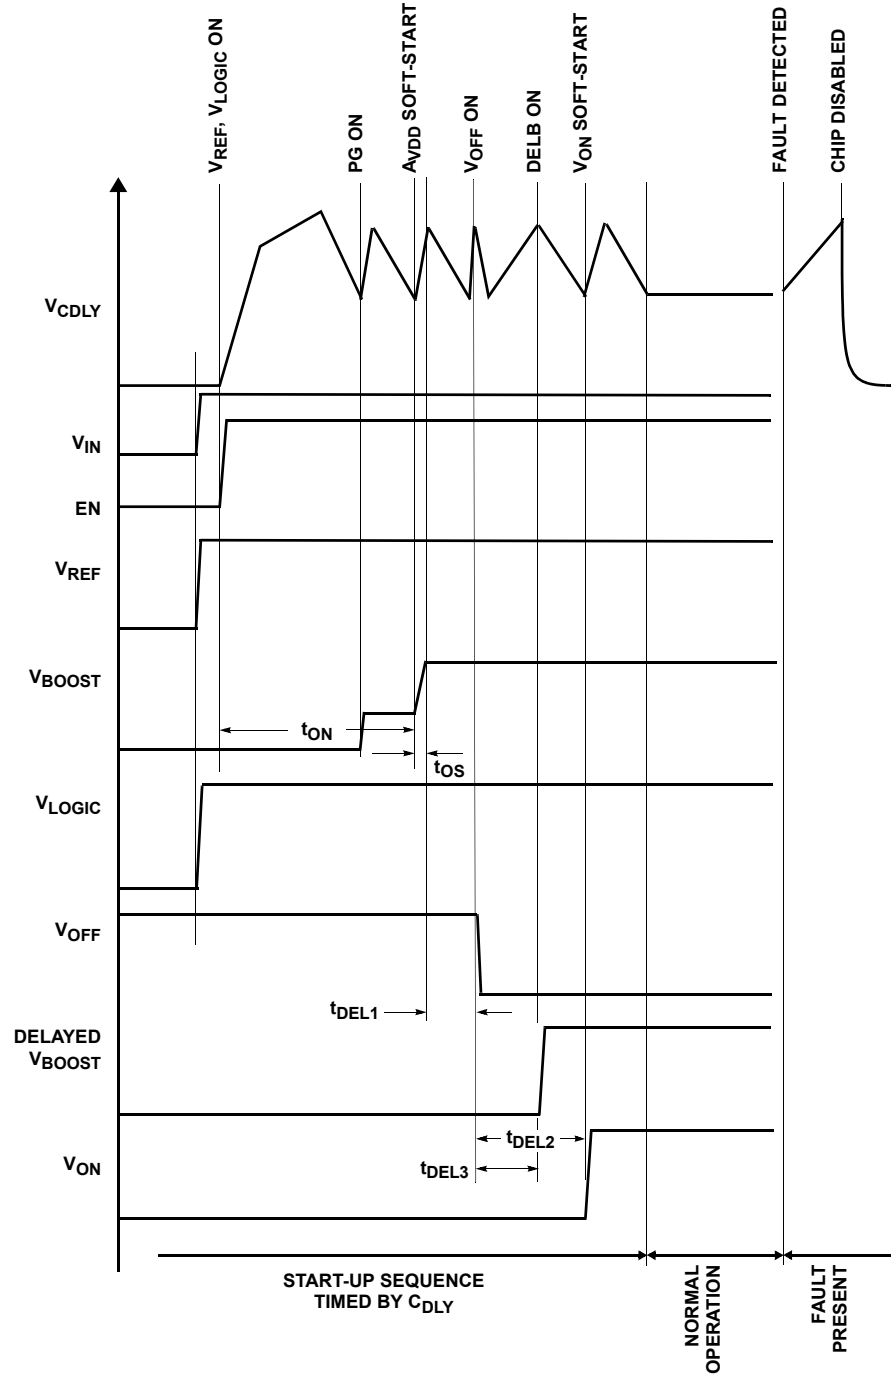 VREF, VLOGIC ON
PG ON
AVDD SOFT-START
VOFF ON
DELB ON
VON SOFT-START
FAULT DETECTED
CHIP DISABLED
VCDLY
VIN
EN
VREF
VBOOST
tON
tOS
VLOGIC
VOFF
tDEL1
DELAYED
VBOOST
tDEL2
VON
tDEL3
START-UP SEQUENCE
TIMED BY CDLY
NORMAL
OPERATION
FAULT
PRESENT